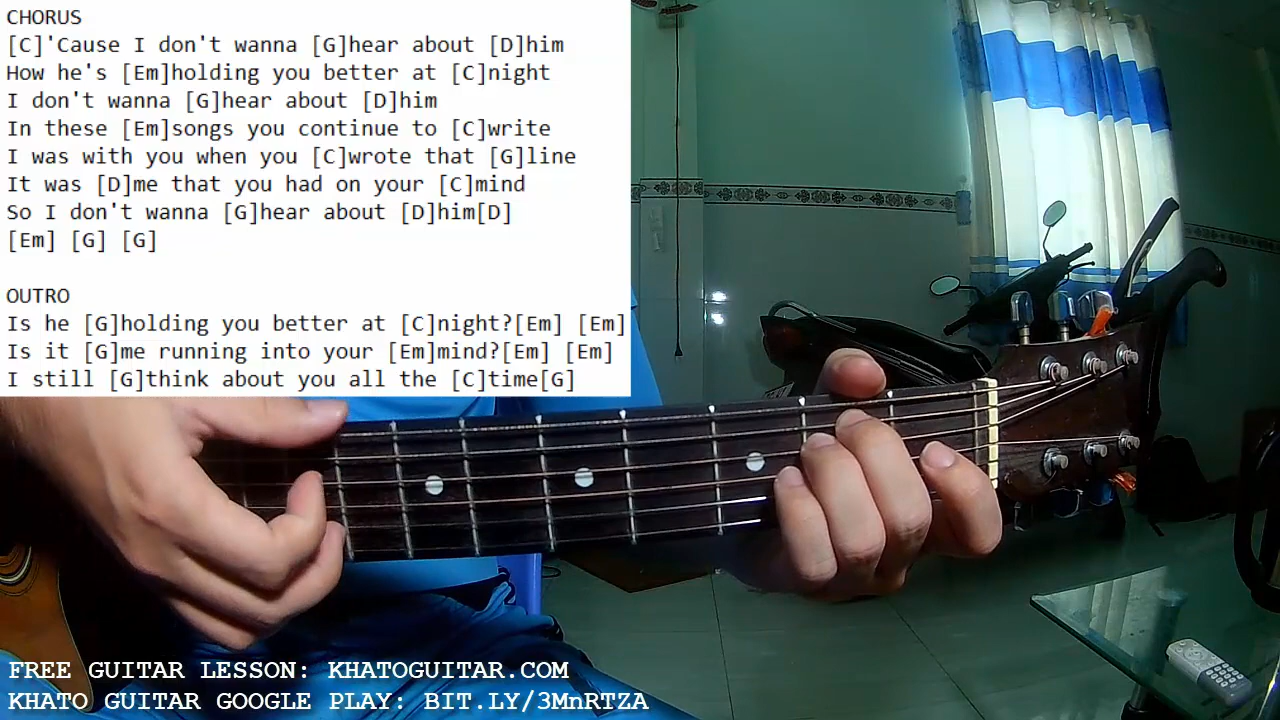 CHORUS
[C]'Cause I don't wanna [G]hear about [D]him
How he's [Em]holding you better at [C]night
I don't wanna [G]hear about [D]him
In these [Em]songs you continue to [C]write
I was with you when you [C]wrote that [G]line
It was [D]me that you had on your [C]mind
So I don't wanna [G]hear about [D]him[D]
[Em] [G] [G]
OUTRO
Is he [G]holding you better at [C]night?[Em] [Em]
Is it [G]me running into your [Em]mind?[Em] [Em]
I still [G]think about you all the [C]time[G]
FREE GUITAR LESSON: KHATOGUITAR.COM
KHATO GUITAR GOOGLE PLAY: BIT.LY/3MnRTZA